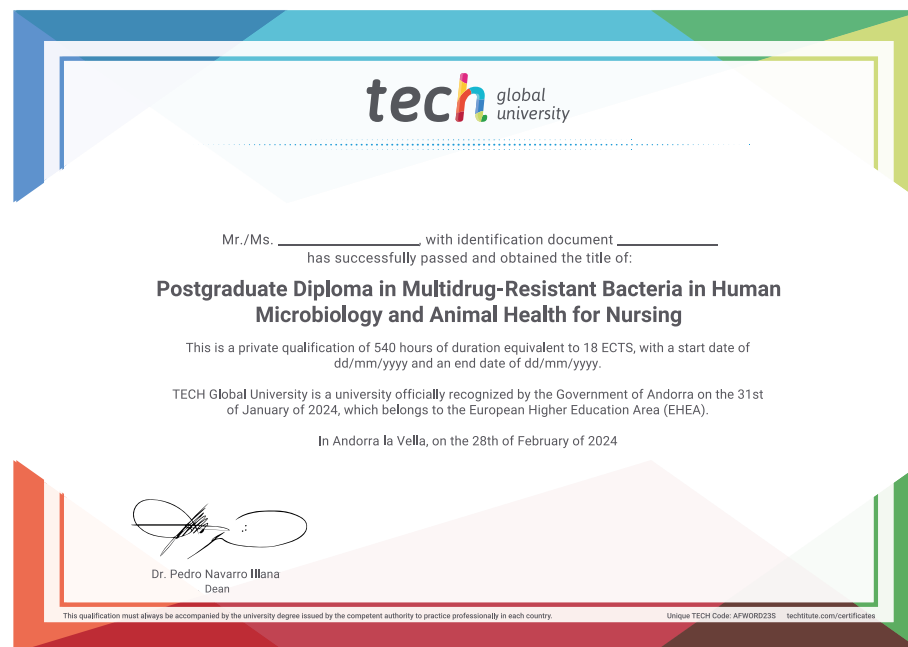 tech global university
Mr./Ms. ____________________, with identification document ______________
has successfully passed and obtained the title of:
Postgraduate Diploma in Multidrug-Resistant Bacteria in Human
Microbiology and Animal Health for Nursing
This is a private qualification of 540 hours of duration equivalent to 18 ECTS, with a start date of
dd/mm/yyyy and an end date of dd/mm/yyyy.
TECH Global University is a university officially recognized by the Government of Andorra on the 31st
of January of 2024, which belongs to the European Higher Education Area (EHEA).
In Andorra la Vella, on the 28th of February of 2024
Dr. Pedro Navarro Illana
Dean
This qualification must always be accompanied by the university degree issued by the competent authority to practice professionally in each country.
Unique TECH Code: AFWORD23S techtitute.com/certificates